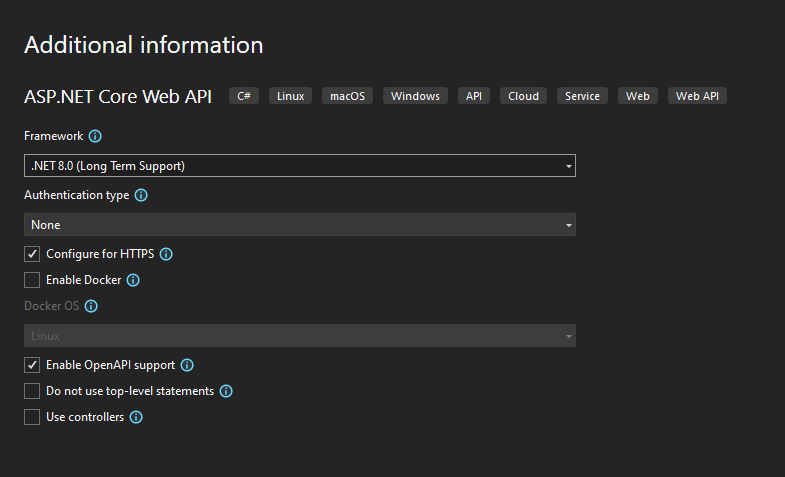 Additional information
ASP.NET Core Web API C# Linux macOS Windows API Cloud Service Web Web API
Framework
.NET 8.0 (Long Term Support)
Authentication type
None
Configure for HTTPS
Enable Docker
Docker OS
Linux
Enable OpenAPI support
Do not use top-level statements
Use controllers